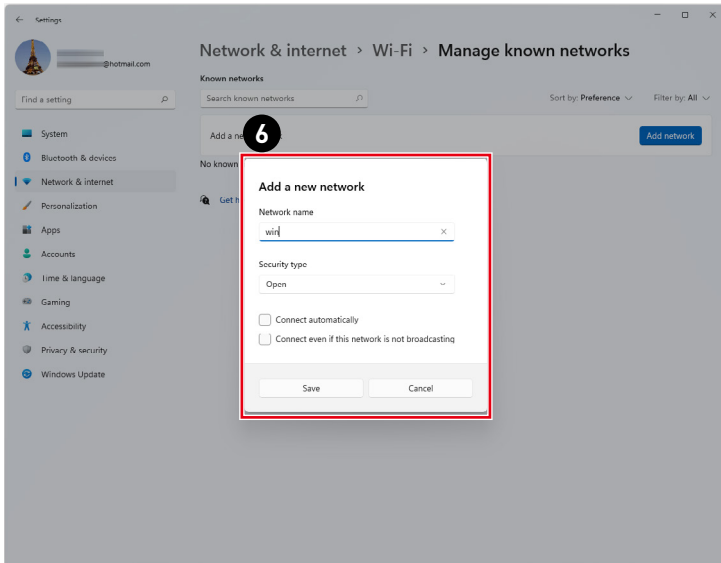 Settings
@hotmail.com
Network & internet > Wi-Fi > Manage known networks
Find a setting
System
Bluetooth & devices
Network & internet
Personalization
Apps
Accounts
Time & language
Gaming
Accessibility
Privacy & security
Windows Update
Known networks
Search known networks
Sort by: Preference
Filter by: All
Add a ne
Add network
No known
Get h
6
Add a new network
Network name
win
Security type
Open
Connect automatically
Connect even if this network is not broadcasting
Save
Cancel